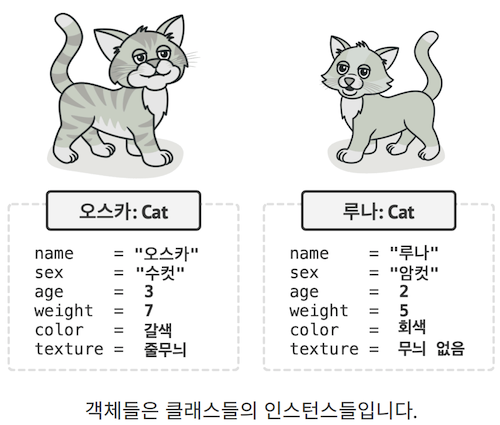 오스카: Cat
name = "오스카"
sex = "수컷"
age = 3
weight = 7
color = 갈색
texture = 줄무늬
루나: Cat
name = "루나"
sex = "암컷"
age = 2
weight = 5
color = 회색
texture = 무늬 없음
객체들은 클래스들의 인스턴스들입니다.